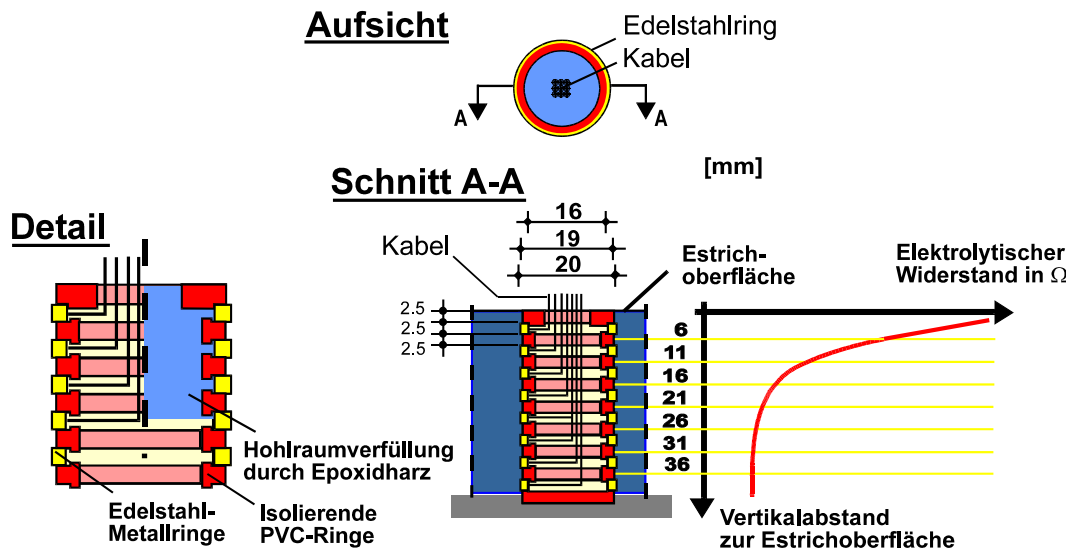 Aufsicht
Edelstahlring
Kabel
A
A
[mm]
Schnitt A-A
16
19
20
Detail
Kabel
Estrich-
oberfläche
Elektrolytischer
Widerstand in Ω
2.5
2.5
2.5
6
11
16
21
26
31
36
Hohlraumverfüllung
durch Epoxidharz
Edelstahl-
Metallringe
Isolierende
PVC-Ringe
Vertikalabstand
zur Estrichoberfläche